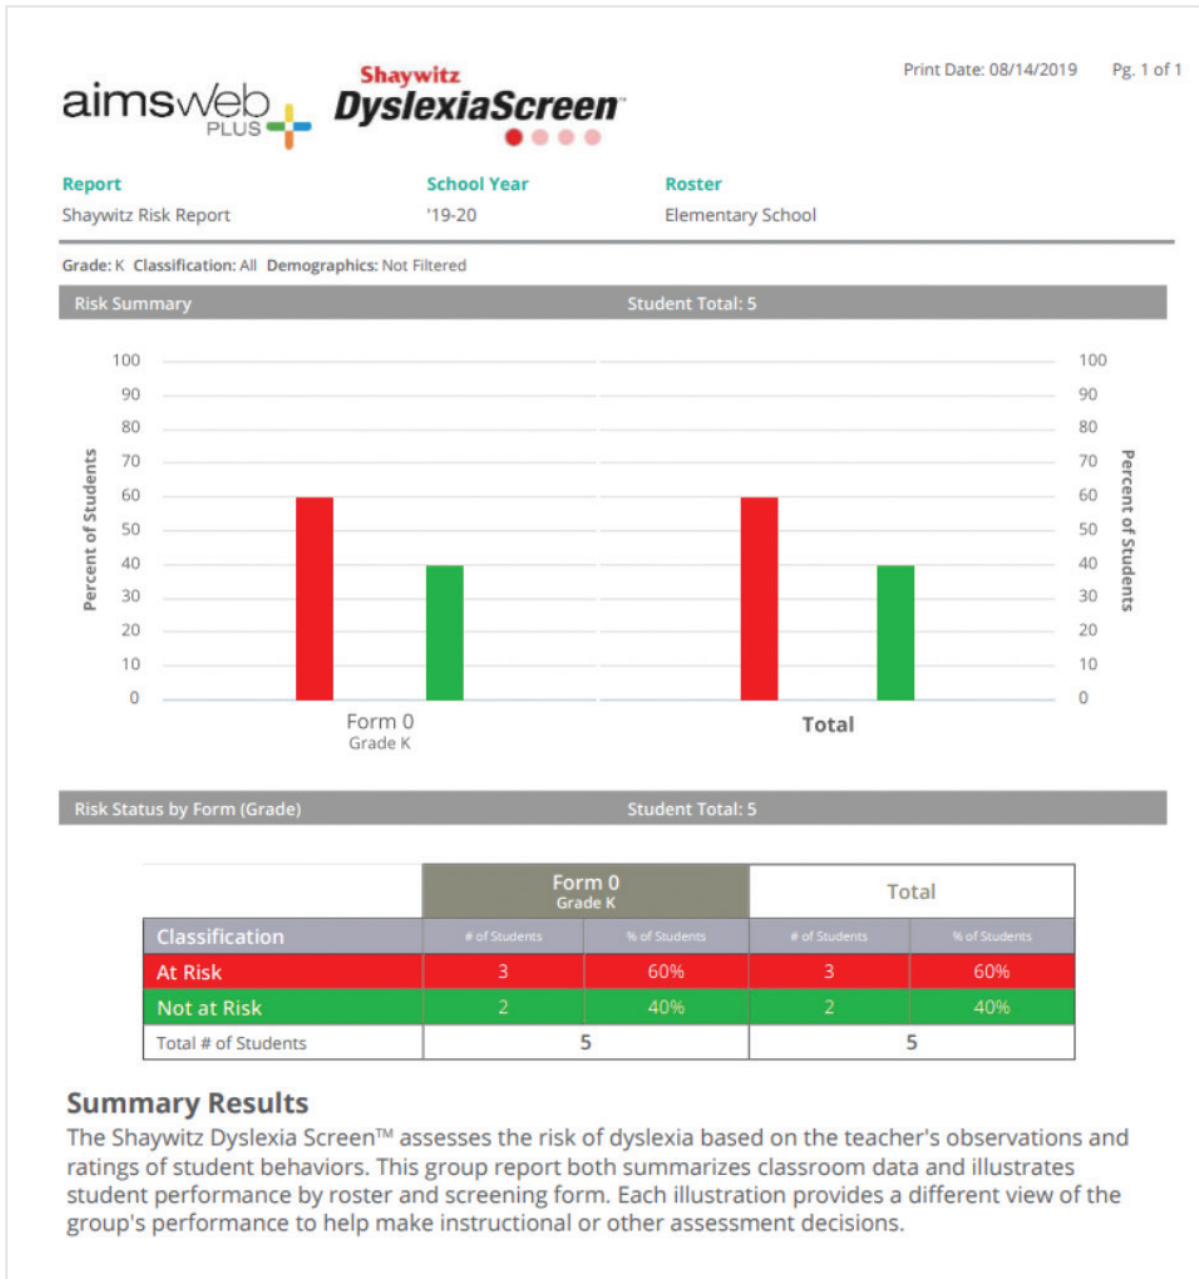 Print Date: 08/14/2019 Pg. 1 of 1
aimsweb
PLUS
Shaywitz
DyslexiaScreen™
Report School Year Roster
Shaywitz Risk Report '19-20 Elementary School
Grade: K Classification: All Demographics: Not Filtered
Risk Summary Student Total: 5
Percent of Students
100
90
80
70
60
50
40
30
20
10
0
Form 0
Grade K
Total
100
90
80
70
60
50
40
30
20
10
0
Percent of Students
Risk Status by Form (Grade) Student Total: 5
Form 0
Grade K
Total
Classification # of Students % of Students # of Students % of Students
At Risk 3 60% 3 60%
Not at Risk 2 40% 2 40%
Total # of Students 5 5
Summary Results
The Shaywitz Dyslexia Screen™ assesses the risk of dyslexia based on the teacher's observations and
ratings of student behaviors. This group report both summarizes classroom data and illustrates
student performance by roster and screening form. Each illustration provides a different view of the
group's performance to help make instructional or other assessment decisions.